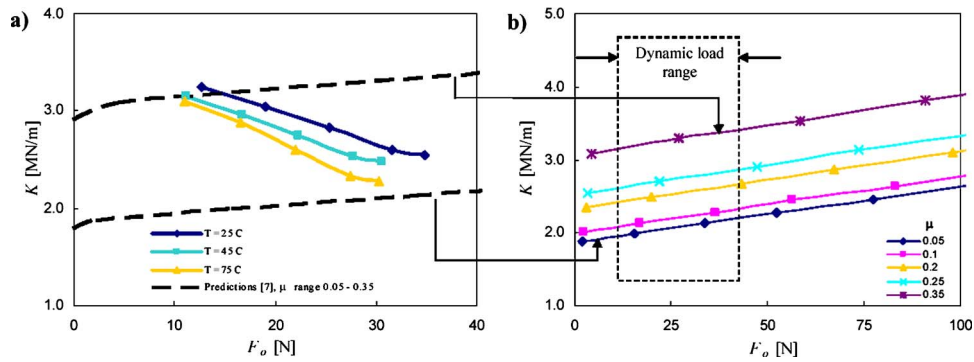 a)
4.0
3.0
2.0
1.0
K [MN/m]
T = 25 C
T = 45 C
T = 75 C
Predictions [7], μ range 0.05 - 0.35
0
10
20
30
40
F_o [N]
b)
5.0
4.0
3.0
2.0
1.0
K [MN/m]
Dynamic load
range
μ
0.05
0.1
0.2
0.25
0.35
0
25
50
75
100
F_o [N]